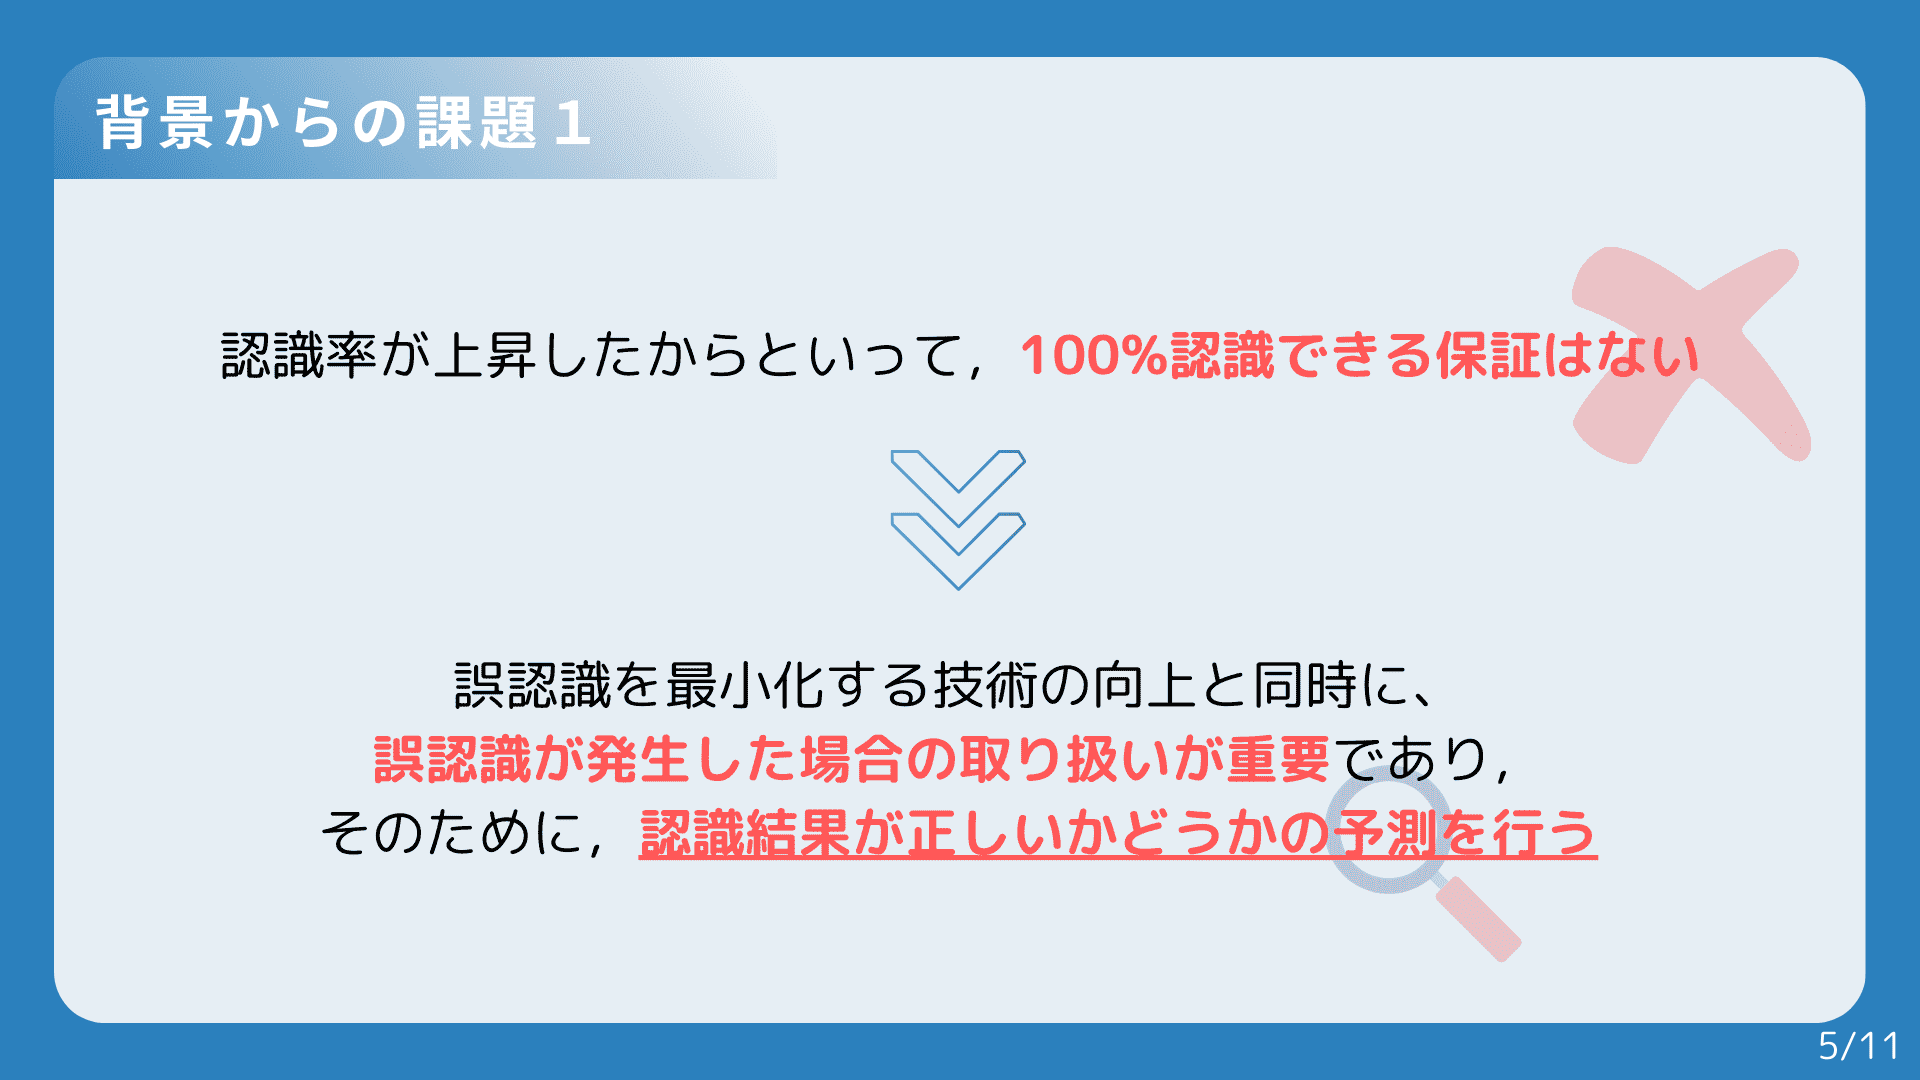 背景からの課題１
認識率が上昇したからといって，100%認識できる保証はない
誤認識を最小化する技術の向上と同時に、
誤認識が発生した場合の取り扱いが重要であり，
そのために，認識結果が正しいかどうかの予測を行う
5/11